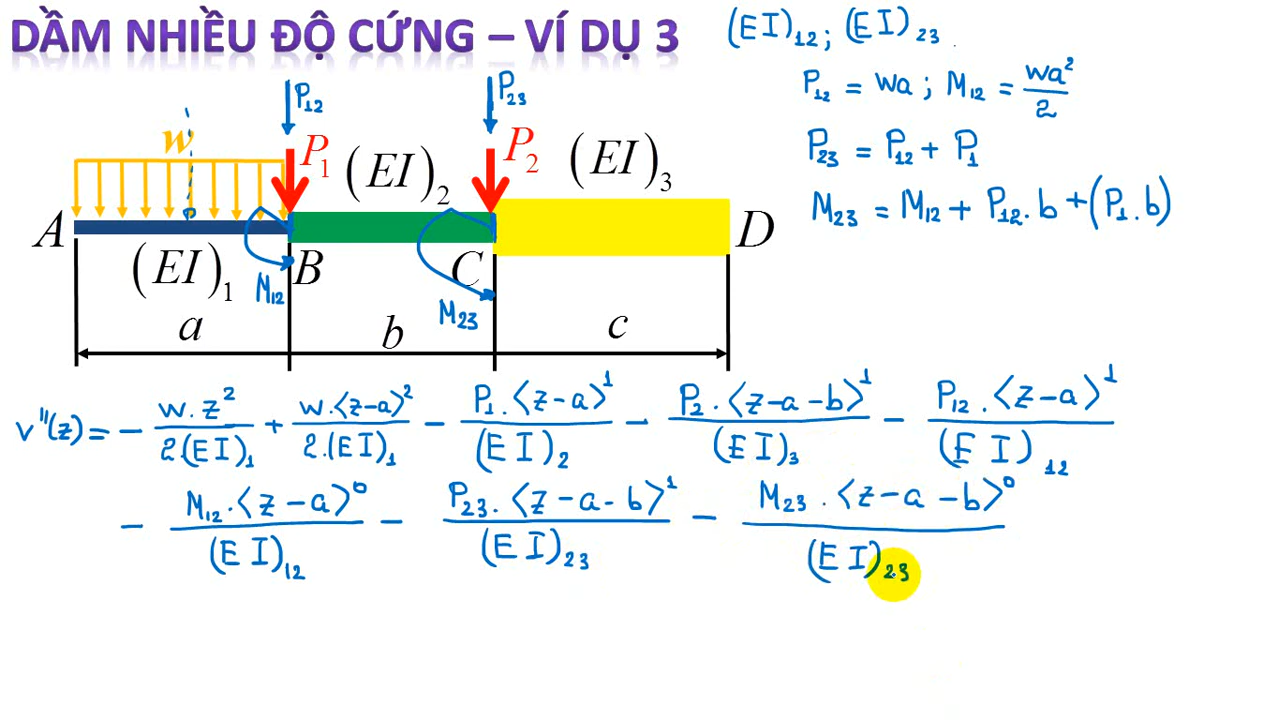 DẦM NHIỀU ĐỘ CỨNG – VÍ DỤ 3
(EI)₁₂; (EI)₂₃
P₁₂ = wa; M₁₂ = wa²/2
P₂₃ = P₁₂ + P₁
M₂₃ = M₁₂ + P₁₂.b + (P₁.b)
P₁₂ P₂₃
w P₁ (EI)₂ P₂ (EI)₃
A D
(EI)₁ M₁₂ B C M₂₃
a b c
v"(z) = - w.z²/2.(EI)₁ + w.<z-a>²/2.(EI)₁ - P₁.<z-a>¹/(EI)₂ - P₂.<z-a-b>¹/(EI)₃ - P₁₂.<z-a>¹/(EI)₁₂
- M₁₂.<z-a>⁰/(EI)₁₂ - P₂₃.<z-a-b>¹/(EI)₂₃ - M₂₃.<z-a-b>⁰/(EI)₂₃